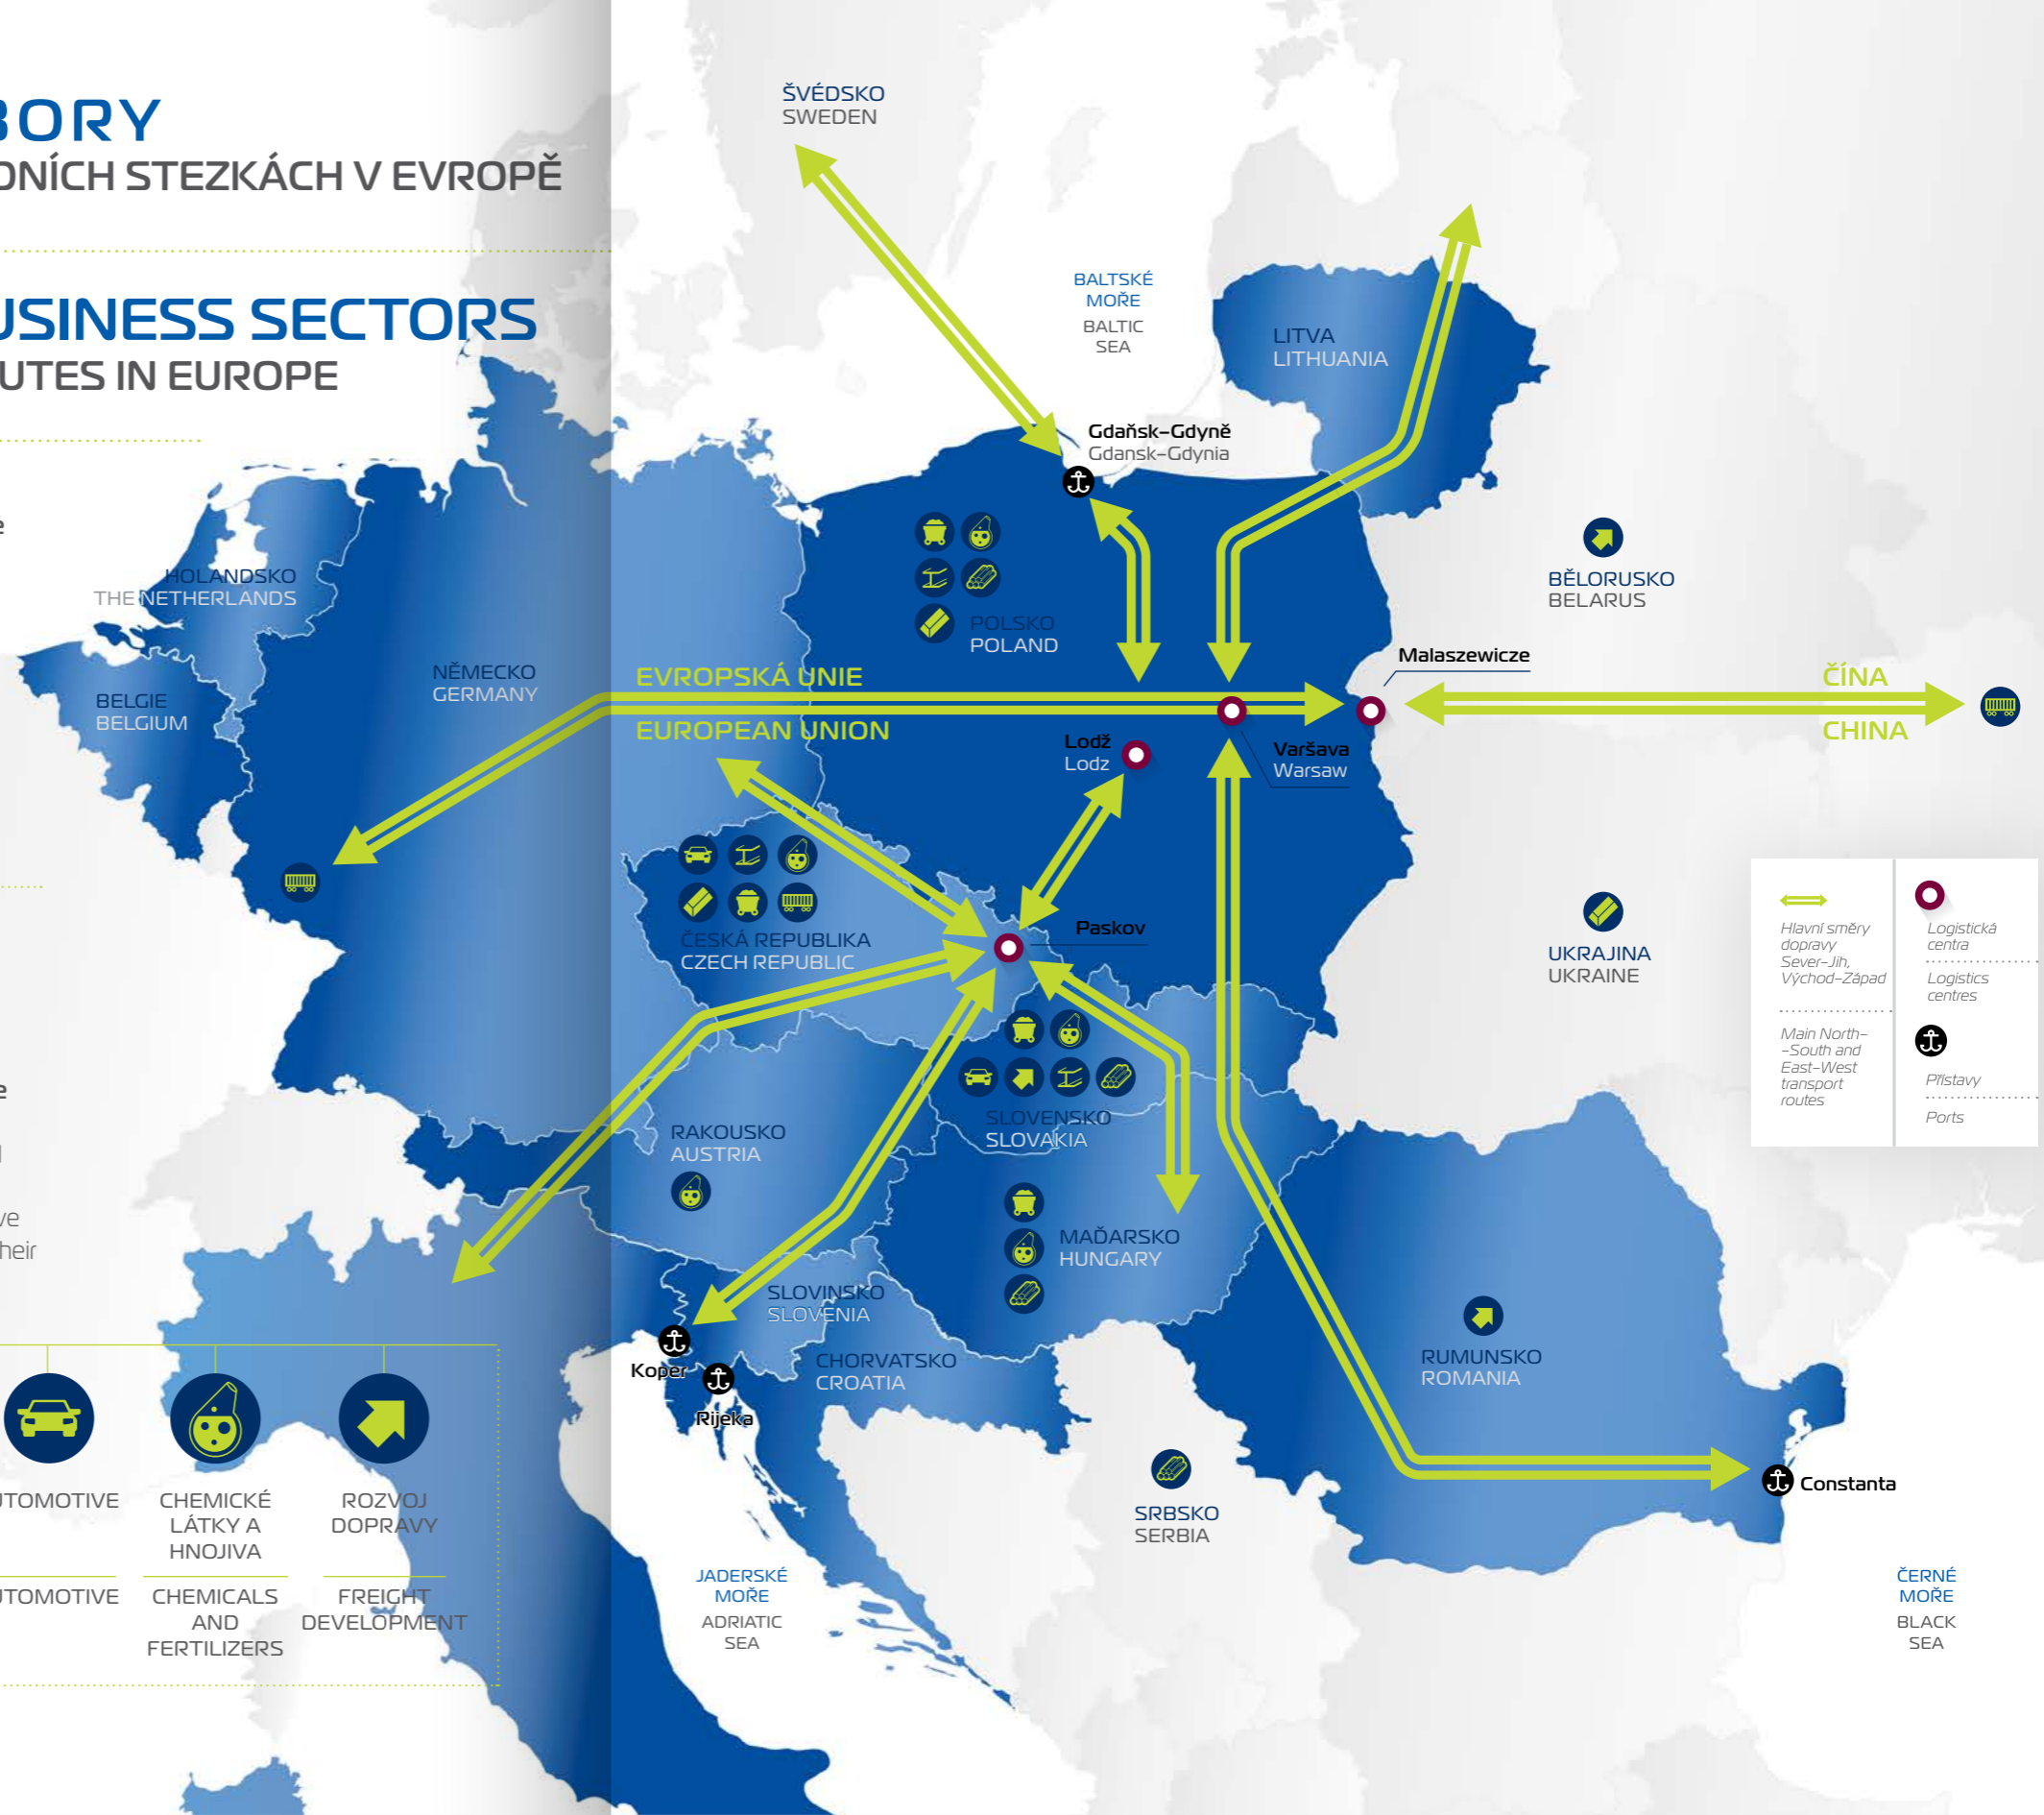 BORY
DNÍCH STEZKÁCH V EVROPĚ
USINESS SECTORS
UTES IN EUROPE
e
e
ve
heir
ŠVÉDSKO
SWEDEN
BALTSKÉ
MOŘE
BALTIC
SEA
LITVA
LITHUANIA
Gdaňsk–Gdyně
Gdansk–Gdynia
HOLANDSKO
THE NETHERLANDS
BĚLORUSKO
BELARUS
POLSKO
POLAND
Malaszewicze
NĚMECKO
GERMANY
EVROPSKÁ UNIE
EUROPEAN UNION
ČÍNA
CHINA
BELGIE
BELGIUM
Lodž
Lodz
Varšava
Warsaw
Paskov
ČESKÁ REPUBLIKA
CZECH REPUBLIC
UKRAJINA
UKRAINE
Hlavní směry
dopravy
Sever–Jih,
Východ–Západ
Main North–
–South and
East–West
transport
routes
Logistická
centra
Logistics
centres
Přístavy
Ports
SLOVENSKO
SLOVAKIA
RAKOUSKO
AUSTRIA
MAĎARSKO
HUNGARY
SLOVINSKO
SLOVENIA
CHORVATSKO
CROATIA
Koper
Rijeka
RUMUNSKO
ROMANIA
Constanta
SRBSKO
SERBIA
JADERSKÉ
MOŘE
ADRIATIC
SEA
ČERNÉ
MOŘE
BLACK
SEA
UTOMOTIVE
UTOMOTIVE
CHEMICKÉ
LÁTKY A
HNOJIVA
CHEMICALS
AND
FERTILIZERS
ROZVOJ
DOPRAVY
FREIGHT
DEVELOPMENT